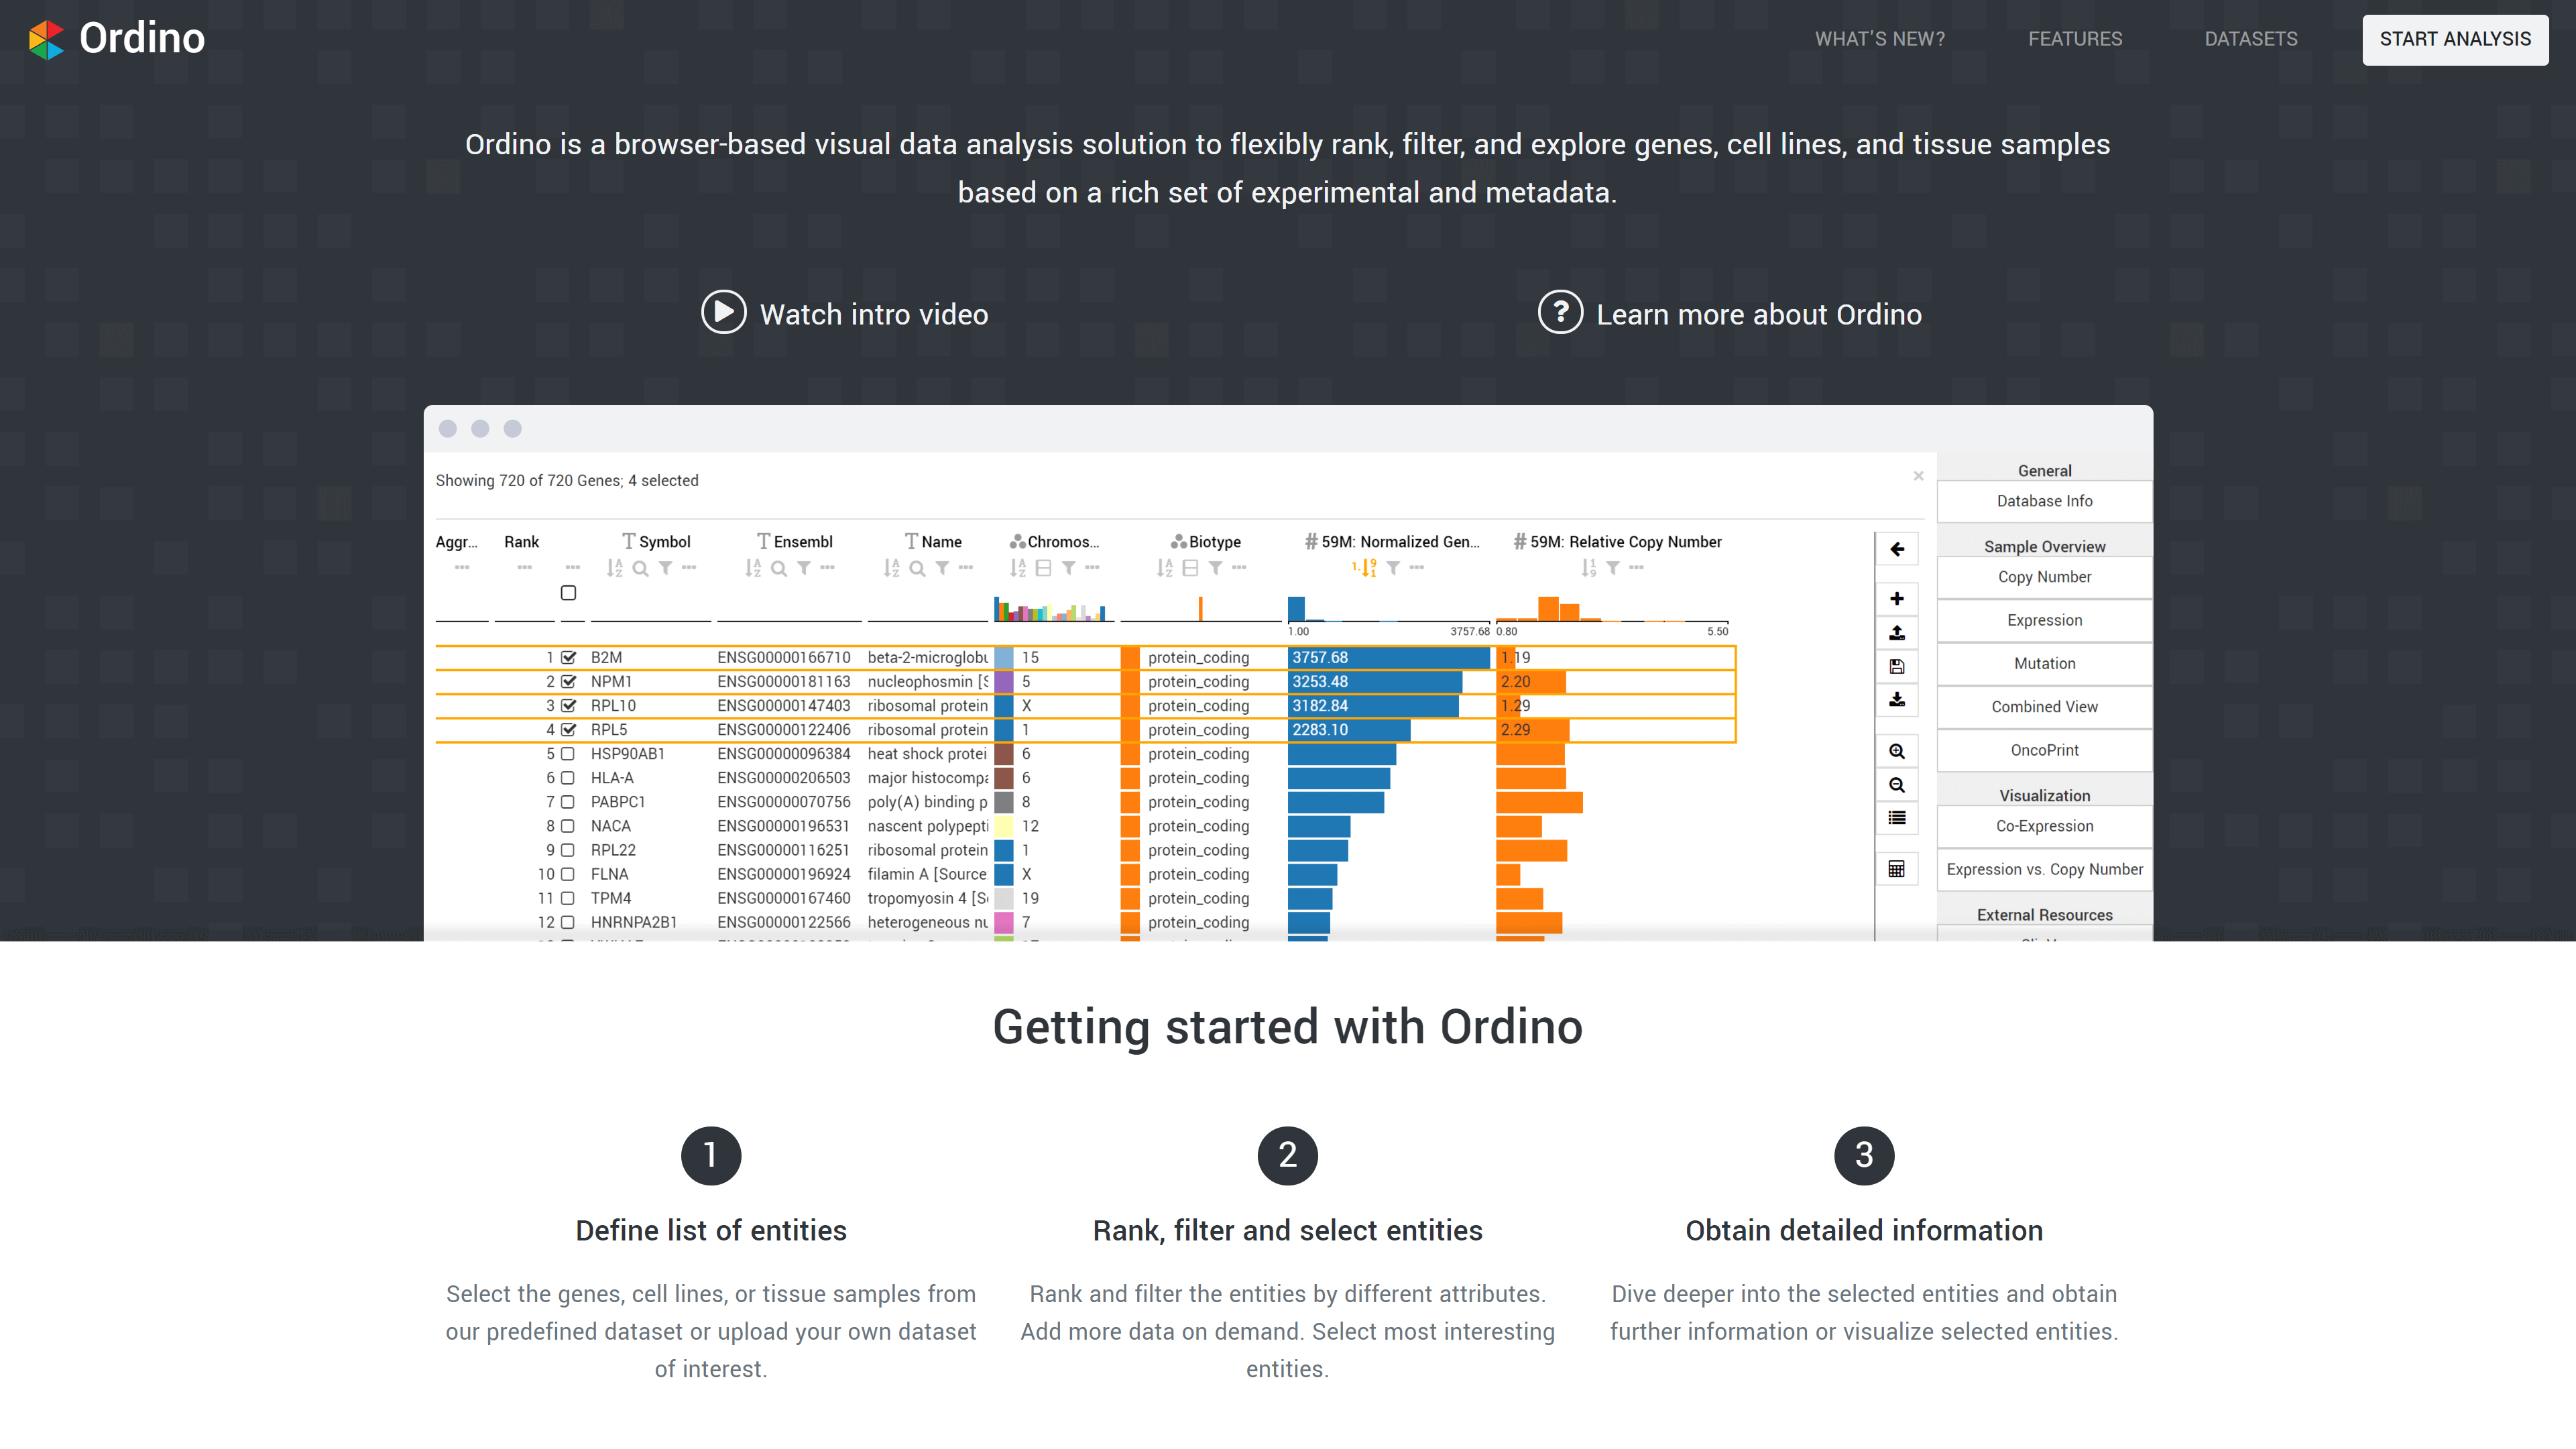 Ordino
WHAT'S NEW?
FEATURES
DATASETS
START ANALYSIS
Ordino is a browser-based visual data analysis solution to flexibly rank, filter, and explore genes, cell lines, and tissue samples
based on a rich set of experimental and metadata.
Watch intro video
? Learn more about Ordino
Showing 720 of 720 Genes; 4 selected
×
Aggr... Rank Symbol Ensembl Name Chromos... Biotype # 59M: Normalized Gen... # 59M: Relative Copy Number
1.00 3757.68 0.80 5.50
1 B2M ENSG00000166710 beta-2-microglobu 15 protein_coding 3757.68 1.19
2 NPM1 ENSG00000181163 nucleophosmin [S 5 protein_coding 3253.48 2.20
3 RPL10 ENSG00000147403 ribosomal protein X protein_coding 3182.84 1.29
4 RPL5 ENSG00000122406 ribosomal protein 1 protein_coding 2283.10 2.29
5 HSP90AB1 ENSG00000096384 heat shock protei 6 protein_coding
6 HLA-A ENSG00000206503 major histocompa 6 protein_coding
7 PABPC1 ENSG00000070756 poly(A) binding p 8 protein_coding
8 NACA ENSG00000196531 nascent polypepti 12 protein_coding
9 RPL22 ENSG00000116251 ribosomal protein 1 protein_coding
10 FLNA ENSG00000196924 filamin A [Source: X protein_coding
11 TPM4 ENSG00000167460 tropomyosin 4 [So 19 protein_coding
12 HNRNPA2B1 ENSG00000122566 heterogeneous nu 7 protein_coding
General
Database Info
Sample Overview
Copy Number
Expression
Mutation
Combined View
OncoPrint
Visualization
Co-Expression
Expression vs. Copy Number
External Resources
Getting started with Ordino
1
Define list of entities
Select the genes, cell lines, or tissue samples from
our predefined dataset or upload your own dataset
of interest.
2
Rank, filter and select entities
Rank and filter the entities by different attributes.
Add more data on demand. Select most interesting
entities.
3
Obtain detailed information
Dive deeper into the selected entities and obtain
further information or visualize selected entities.